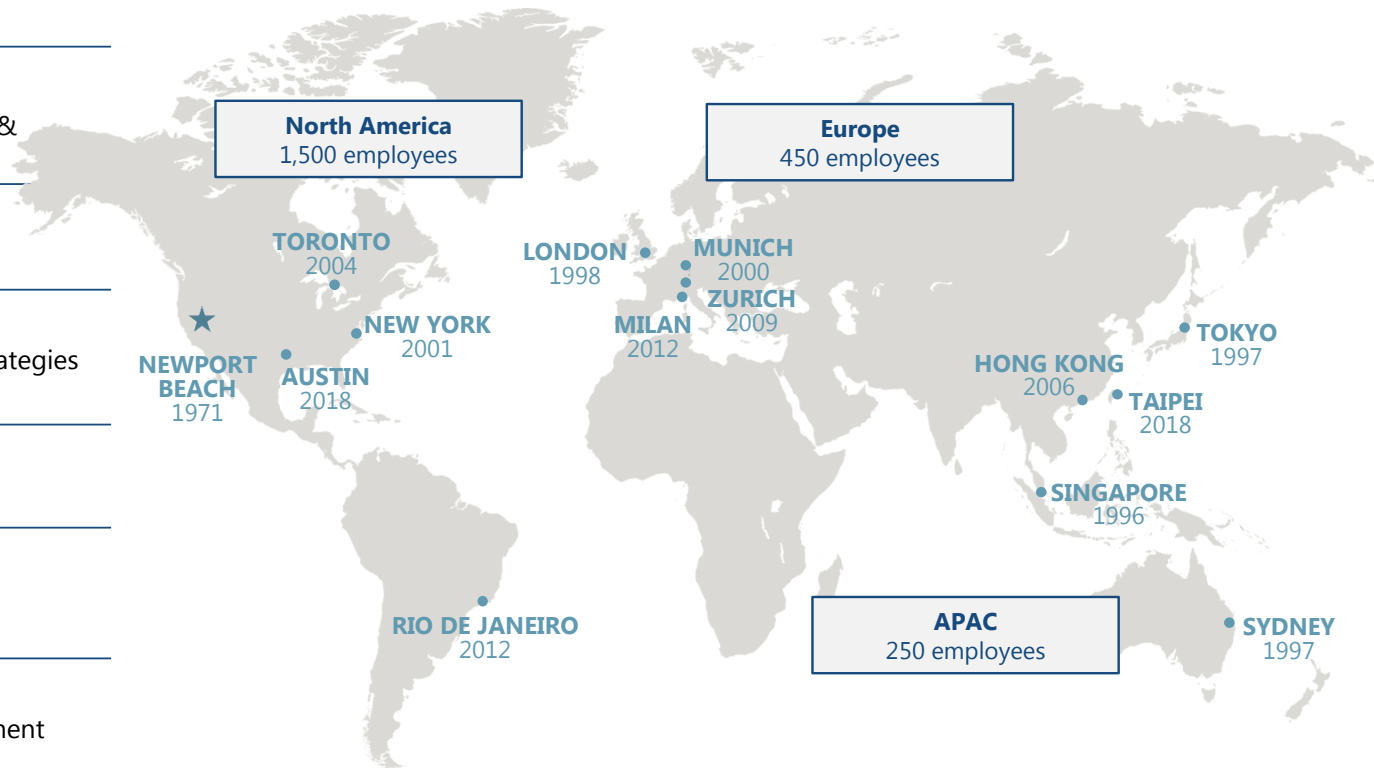 &
ategies
nent
North America
1,500 employees
Europe
450 employees
APAC
250 employees
TORONTO
2004
NEW YORK
2001
NEWPORT
BEACH
1971
AUSTIN
2018
RIO DE JANEIRO
2012
LONDON
1998
MUNICH
2000
ZURICH
2009
MILAN
2012
TOKYO
1997
HONG KONG
2006
TAIPEI
2018
SINGAPORE
1996
SYDNEY
1997